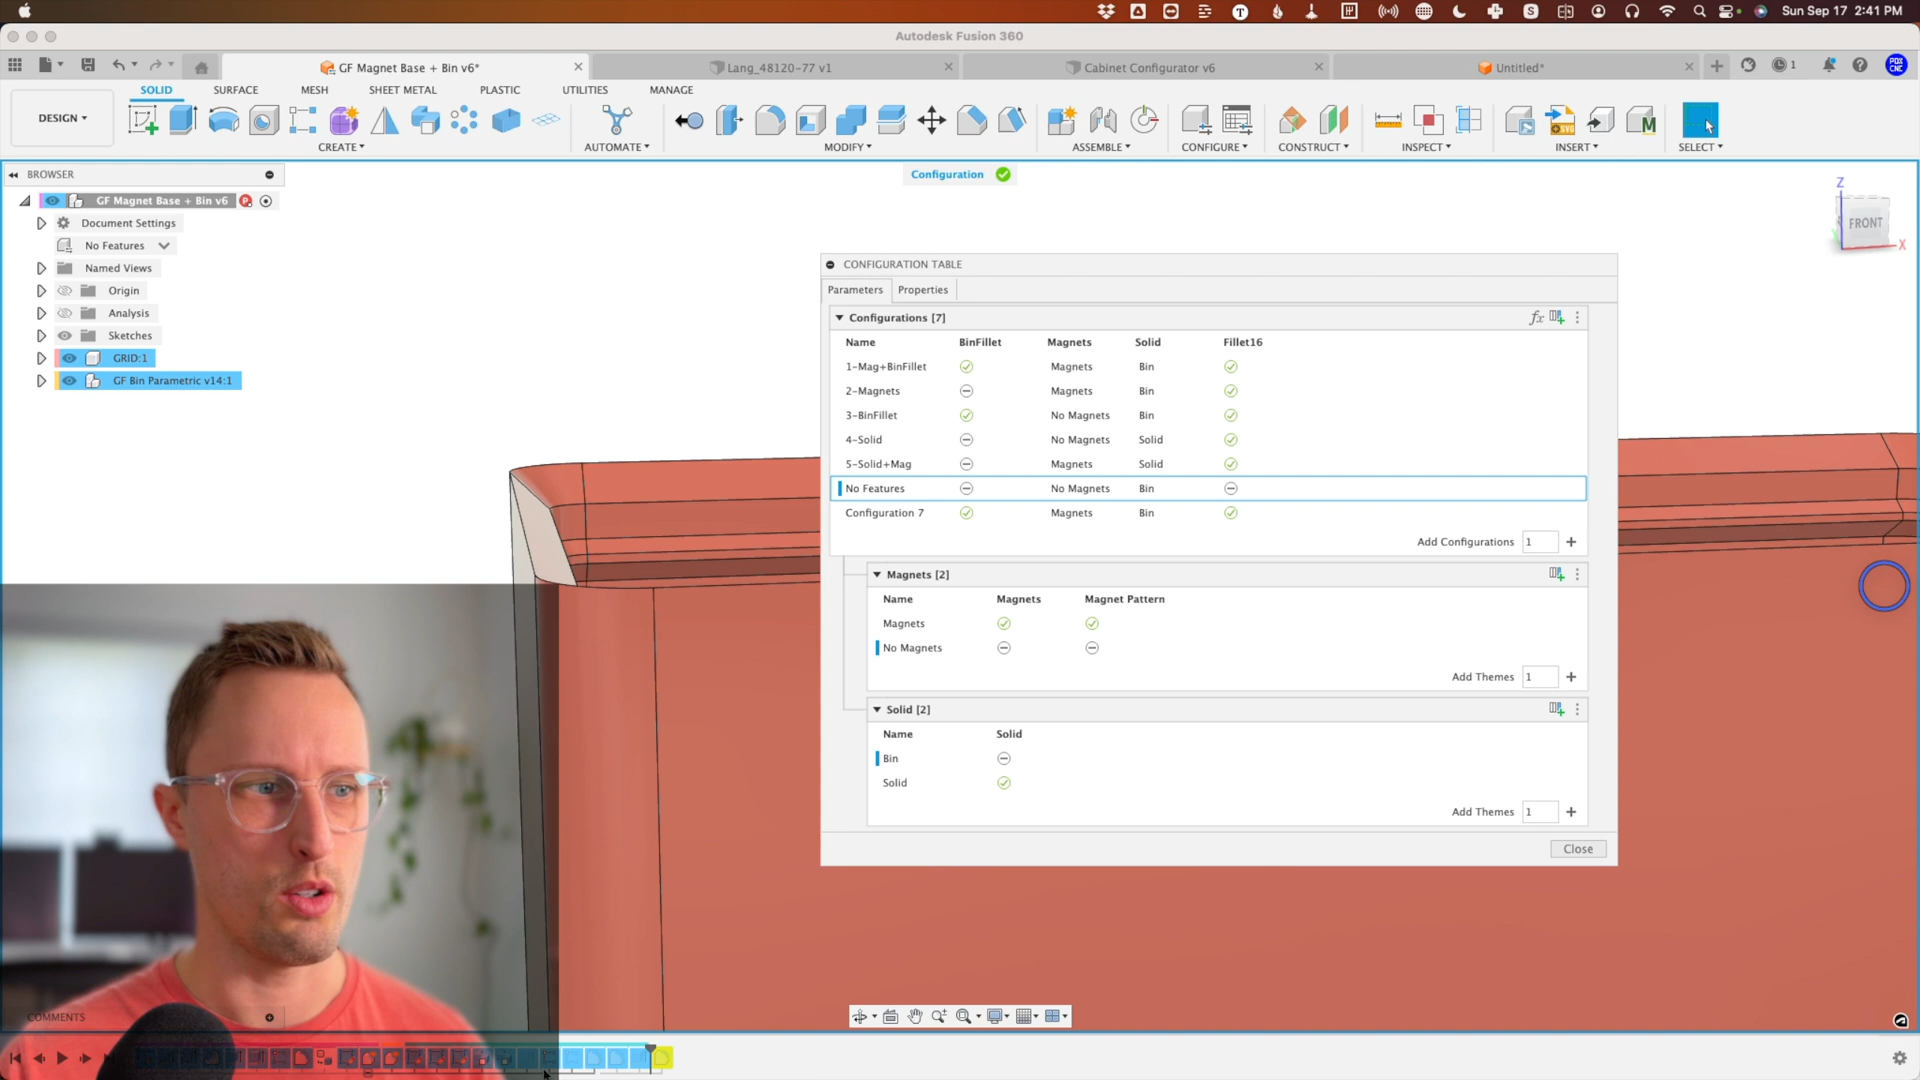 Sun Sep 17 2:41 PM
Autodesk Fusion 360
GF Magnet Base + Bin v6*
Lang_48120-77 v1
Cabinet Configurator v6
Untitled*
1
SOLID SURFACE MESH SHEET METAL PLASTIC UTILITIES MANAGE
DESIGN
CREATE AUTOMATE MODIFY ASSEMBLE CONFIGURE CONSTRUCT INSPECT INSERT SELECT
BROWSER
Configuration
GF Magnet Base + Bin v6
Document Settings
No Features
Named Views
Origin
Analysis
Sketches
GRID:1
GF Bin Parametric v14:1
Z
FRONT
X
CONFIGURATION TABLE
Parameters Properties
Configurations [7] fx
Name BinFillet Magnets Solid Fillet16
1-Mag+BinFillet Magnets Bin
2-Magnets Magnets Bin
3-BinFillet No Magnets Bin
4-Solid No Magnets Solid
5-Solid+Mag Magnets Solid
No Features No Magnets Bin
Configuration 7 Magnets Bin
Add Configurations 1
Magnets [2]
Name Magnets Magnet Pattern
Magnets
No Magnets
Add Themes 1
Solid [2]
Name Solid
Bin
Solid
Add Themes 1
Close
COMMENTS